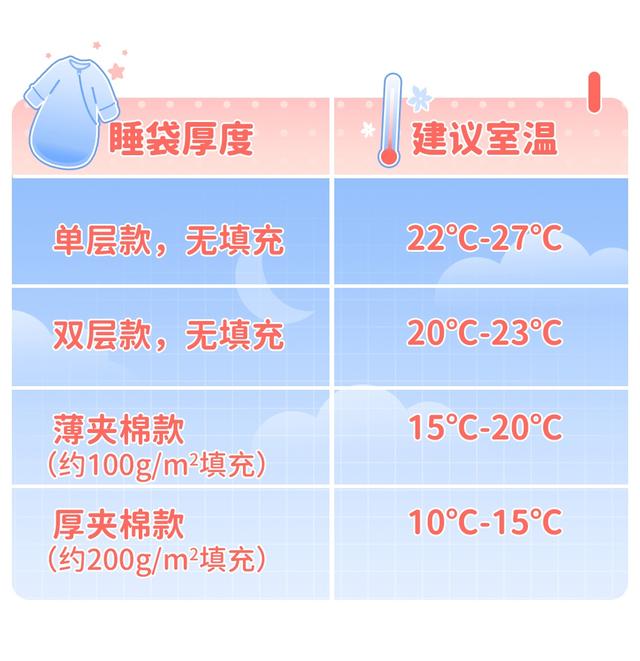 睡袋厚度 建议室温
单层款，无填充 22℃-27℃
双层款，无填充 20℃-23℃
薄夹棉款 15℃-20℃
（约100g/m²填充）
厚夹棉款 10℃-15℃
（约200g/m²填充）